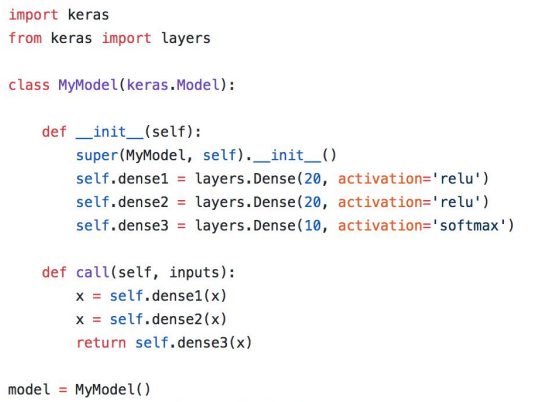 import keras
from keras import layers
class MyModel(keras.Model):
def __init__(self):
super(MyModel, self).__init__()
self.dense1 = layers.Dense(20, activation='relu')
self.dense2 = layers.Dense(20, activation='relu')
self.dense3 = layers.Dense(10, activation='softmax')
def call(self, inputs):
x = self.dense1(x)
x = self.dense2(x)
return self.dense3(x)
model = MyModel()